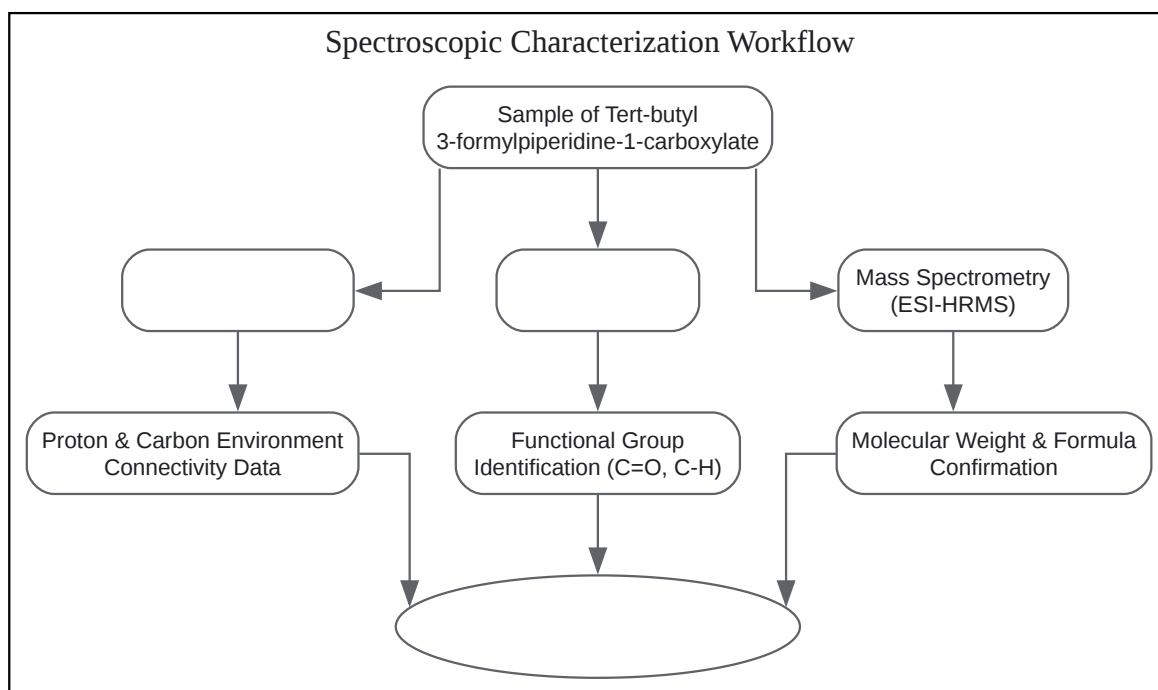 Spectroscopic Characterization Workflow
Sample of Tert-butyl
3-formylpiperidine-1-carboxylate
Mass Spectrometry
(ESI-HRMS)
Proton & Carbon Environment
Connectivity Data
Functional Group
Identification (C=O, C-H)
Molecular Weight & Formula
Confirmation